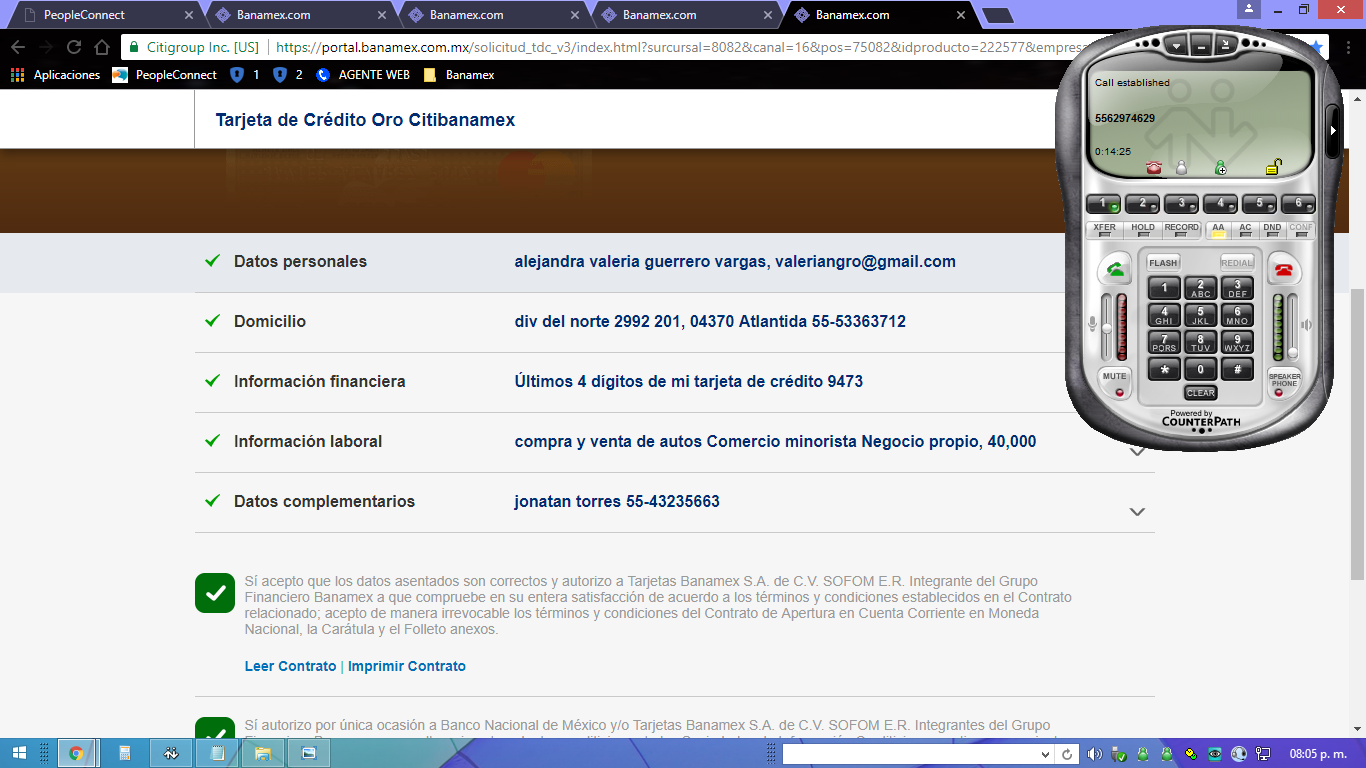 PeopleConnect
Banamex.com
Banamex.com
Banamex.com
Banamex.com
Citigroup Inc. [US]
https://portal.banamex.com.mx/solicitud_tdc_v3/index.html?surcursal=8082&canal=16&pos=75082&idproducto=222577&empres
Aplicaciones
PeopleConnect
1
2
AGENTE WEB
Banamex
Tarjeta de Crédito Oro Citibanamex
Call established
5562974629
0:14:25
1
2
3
4
5
6
XFER
HOLD
RECORD
AA
AC
DND
CONF
FLASH
REDIAL
1
2 ABC
3 DEF
4 GHI
5 JKL
6 MNO
7 PQRS
8 TUV
9 WXYZ
*
0
#
MUTE
CLEAR
SPEAKER
PHONE
Powered by
COUNTERPATH
Datos personales
alejandra valeria guerrero vargas, valeriangro@gmail.com
Domicilio
div del norte 2992 201, 04370 Atlantida 55-53363712
Información financiera
Últimos 4 dígitos de mi tarjeta de crédito 9473
Información laboral
compra y venta de autos Comercio minorista Negocio propio, 40,000
Datos complementarios
jonatan torres 55-43235663
Sí acepto que los datos asentados son correctos y autorizo a Tarjetas Banamex S.A. de C.V. SOFOM E.R. Integrante del Grupo
Financiero Banamex a que compruebe en su entera satisfacción de acuerdo a los términos y condiciones establecidos en el Contrato
relacionado; acepto de manera irrevocable los términos y condiciones del Contrato de Apertura en Cuenta Corriente en Moneda
Nacional, la Carátula y el Folleto anexos.
Leer Contrato | Imprimir Contrato
Sí autorizo por única ocasión a Banco Nacional de México y/o Tarjetas Banamex S.A. de C.V. SOFOM E.R. Integrantes del Grupo
08:05 p. m.